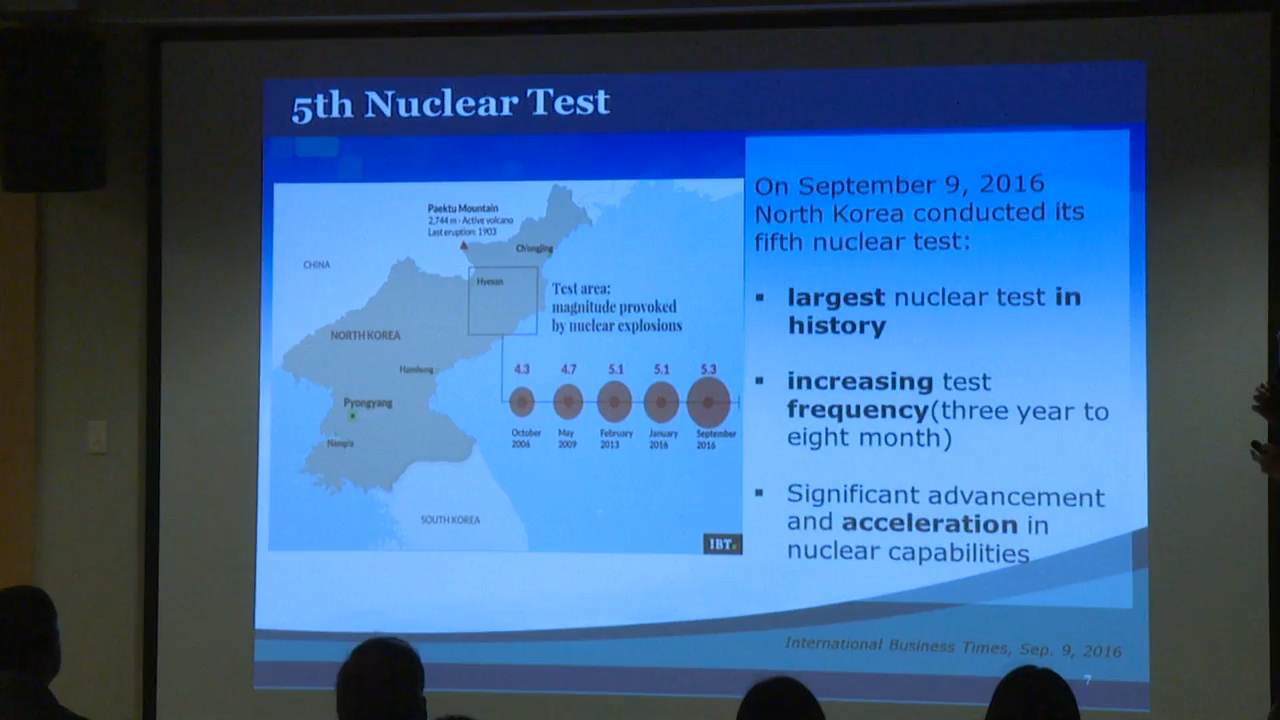 5th Nuclear Test
Paektu Mountain
2,744 m - Active volcano
Last eruption: 1903
Ch'ongjing
CHINA
Hyesan
Test area:
magnitude provoked
by nuclear explosions
NORTH KOREA
Hamhung
4.3 4.7 5.1 5.1 5.3
Pyongyang
Namp'o
October May February January September
2006 2009 2013 2016 2016
SOUTH KOREA
IBT.
On September 9, 2016
North Korea conducted its
fifth nuclear test:
▪ largest nuclear test in
history
▪ increasing test
frequency(three year to
eight month)
▪ Significant advancement
and acceleration in
nuclear capabilities
International Business Times, Sep. 9, 2016
7